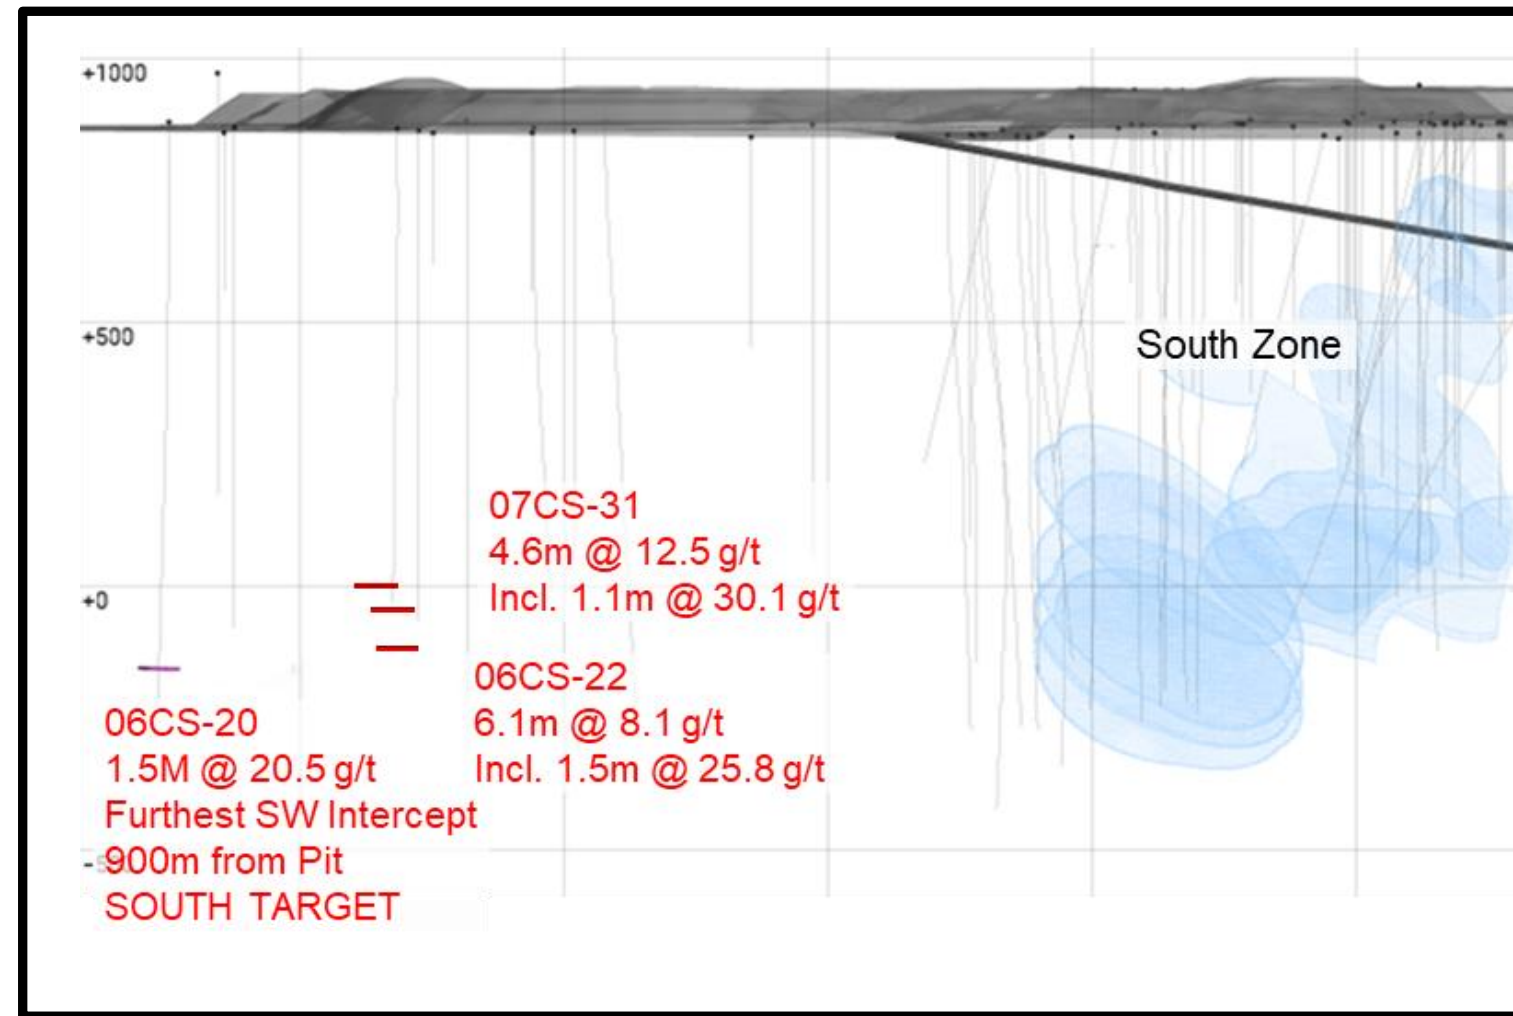 +1000
+500
South Zone
07CS-31
4.6m @ 12.5 g/t
Incl. 1.1m @ 30.1 g/t
+0
06CS-22
6.1m @ 8.1 g/t
Incl. 1.5m @ 25.8 g/t
06CS-20
1.5M @ 20.5 g/t
Furthest SW Intercept
900m from Pit
SOUTH TARGET